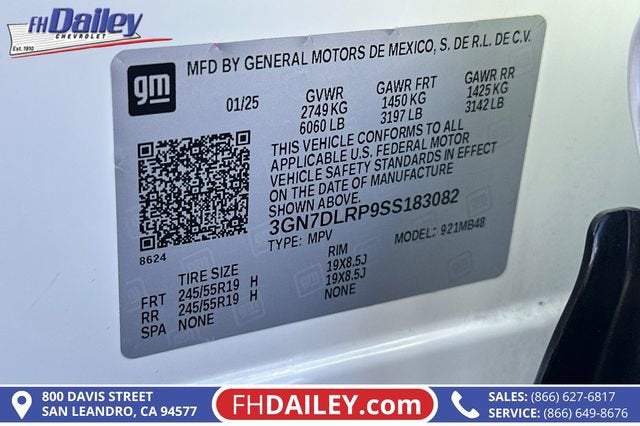 FHDailey
CHEVROLET
Est. 1910
gm
MFD BY GENERAL MOTORS DE MEXICO, S. DE R.L. DE C.V.
01/25
GVWR
2749 KG
6060 LB
GAWR FRT
1450 KG
3197 LB
GAWR RR
1425 KG
3142 LB
THIS VEHICLE CONFORMS TO ALL
APPLICABLE U.S. FEDERAL MOTOR
VEHICLE SAFETY STANDARDS IN EFFECT
ON THE DATE OF MANUFACTURE
SHOWN ABOVE.
3GN7DLRP9SS183082
TYPE: MPV
MODEL: 921MB48
8624
TIRE SIZE
RIM
FRT 245/55R19 H 19X8.5J
RR 245/55R19 H 19X8.5J
SPA NONE NONE
800 DAVIS STREET
SAN LEANDRO, CA 94577
FHDAILEY.com
SALES: (866) 627-6817
SERVICE: (866) 649-8676